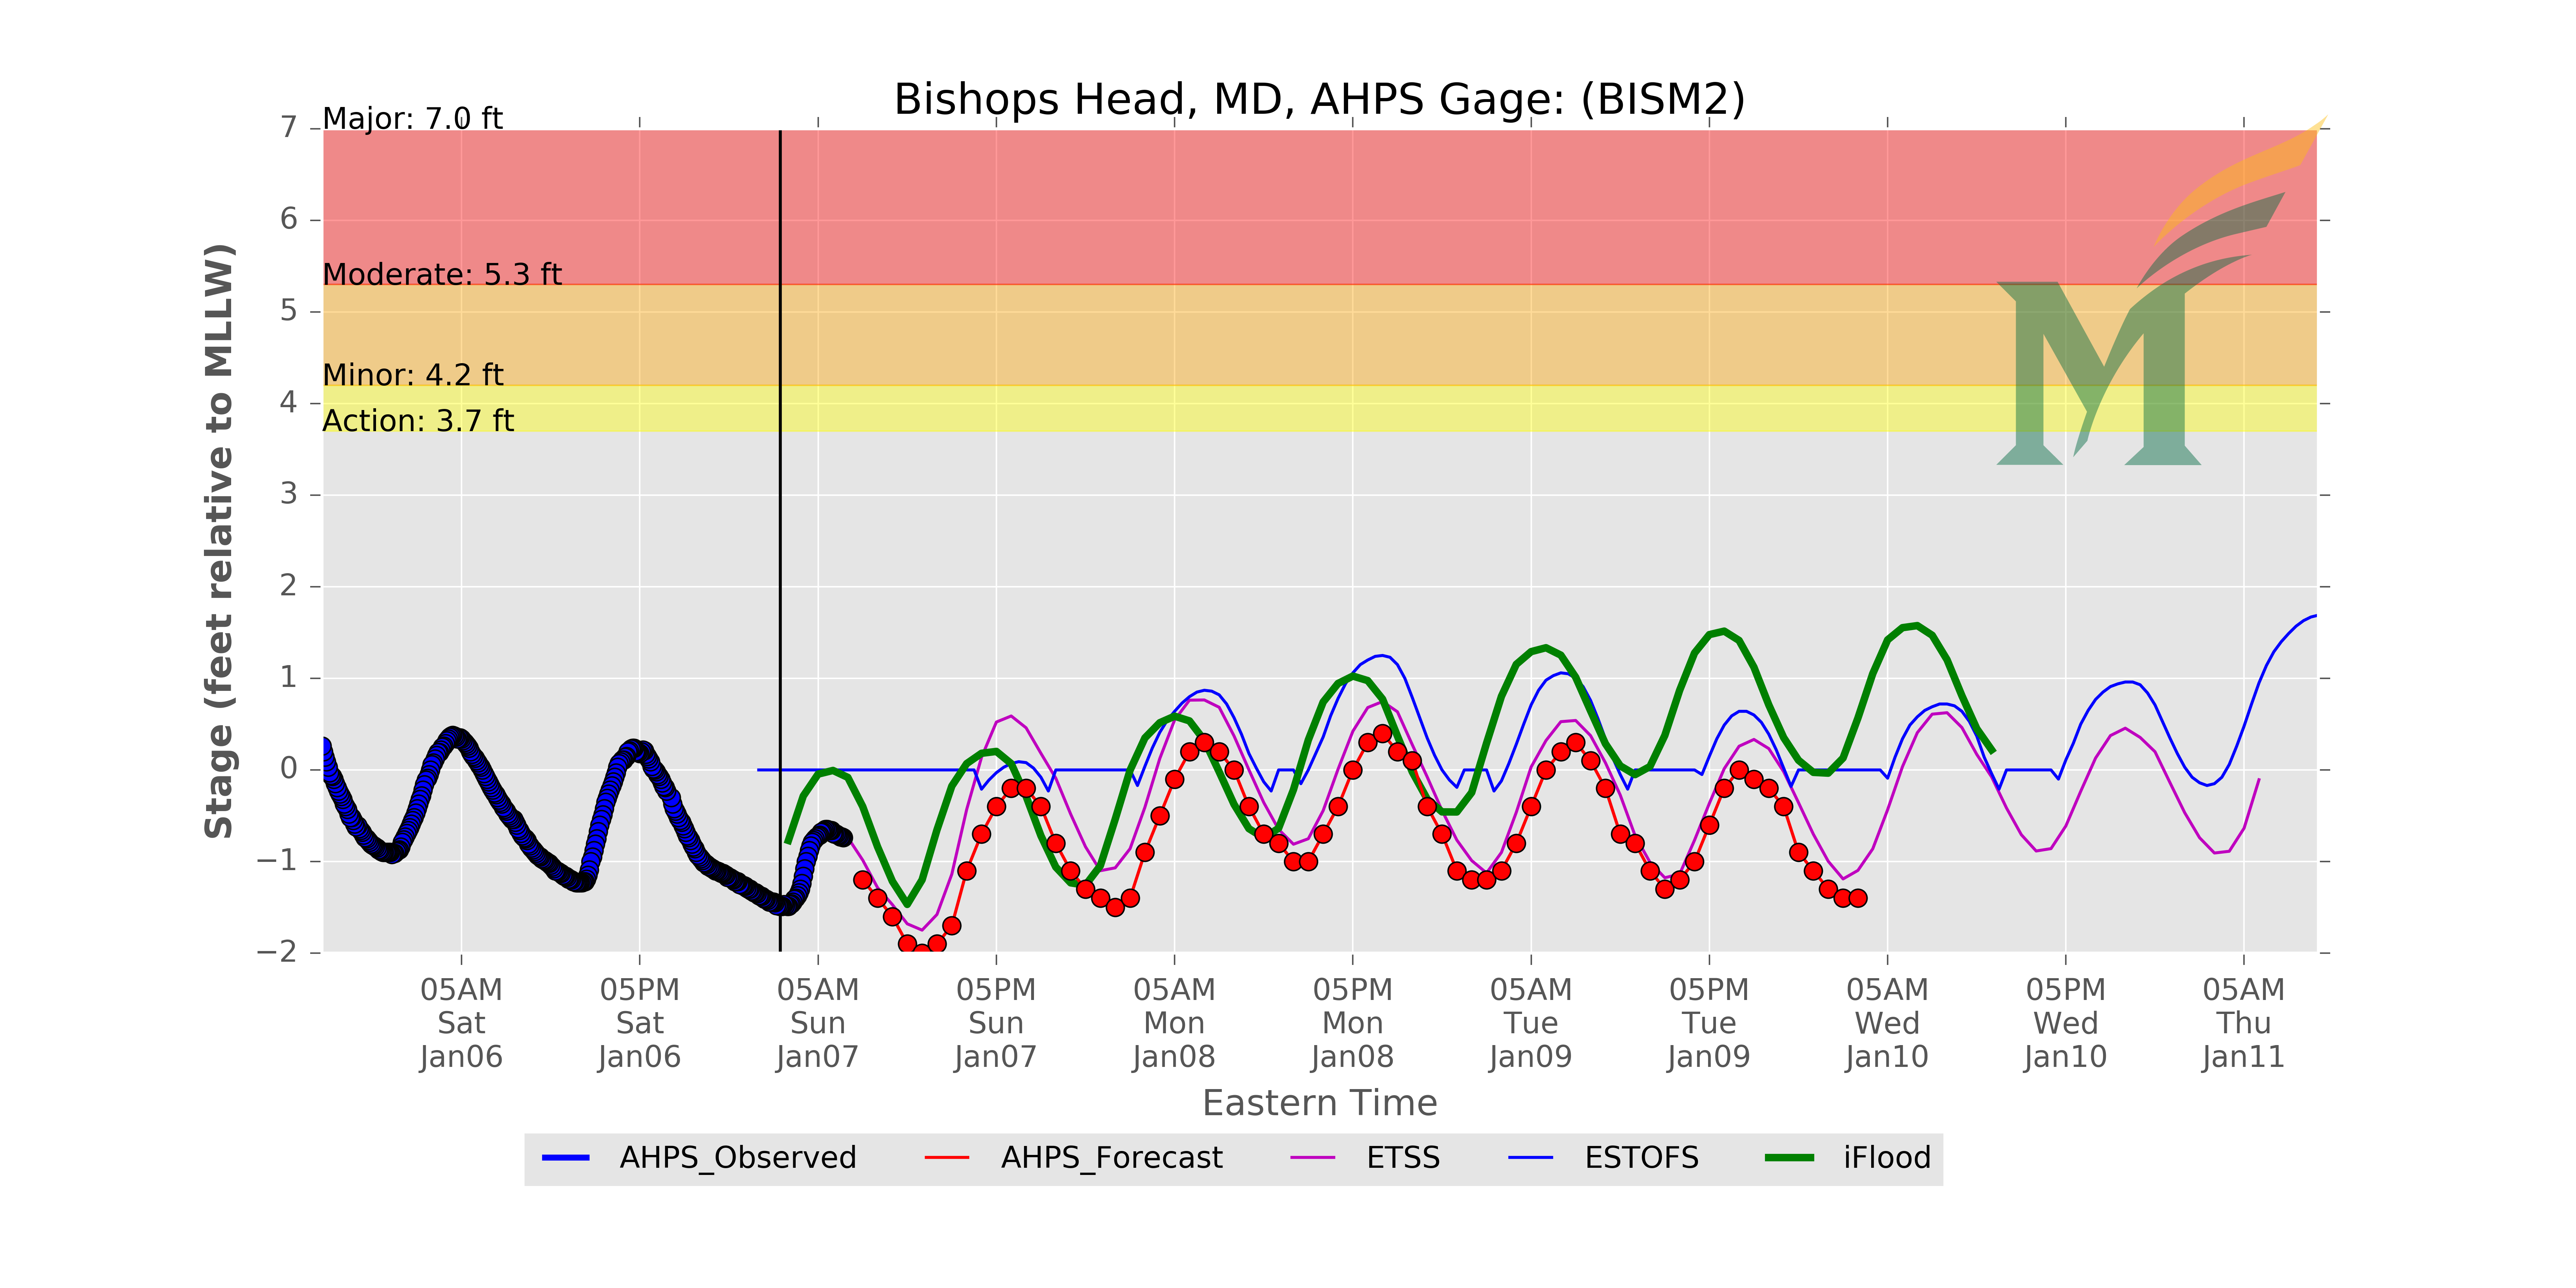 Bishops Head, MD, AHPS Gage: (BISM2)
Major: 7.0 ft
Moderate: 5.3 ft
Minor: 4.2 ft
Action: 3.7 ft
7
6
5
4
3
2
1
0
−1
−2
Stage (feet relative to MLLW)
05AM
Sat
Jan06
05PM
Sat
Jan06
05AM
Sun
Jan07
05PM
Sun
Jan07
05AM
Mon
Jan08
05PM
Mon
Jan08
05AM
Tue
Jan09
05PM
Tue
Jan09
05AM
Wed
Jan10
05PM
Wed
Jan10
05AM
Thu
Jan11
Eastern Time
AHPS_Observed
AHPS_Forecast
ETSS
ESTOFS
iFlood
M